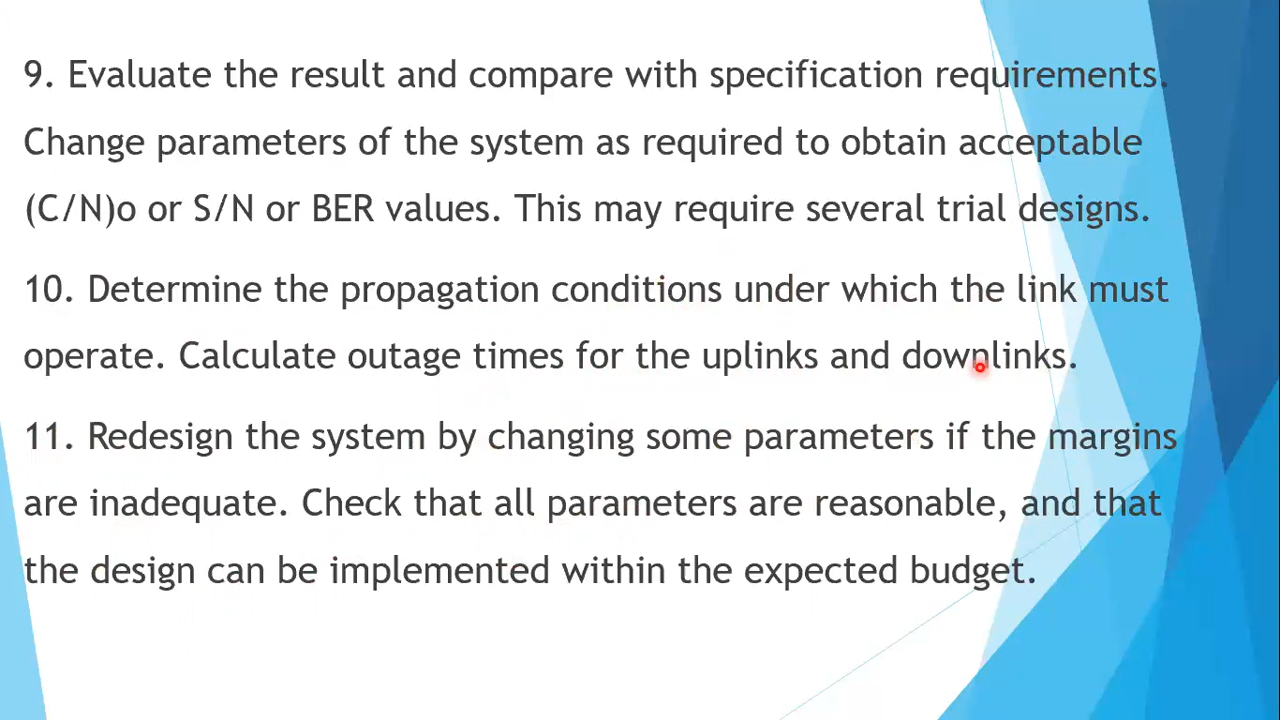 9. Evaluate the result and compare with specification requirements.
Change parameters of the system as required to obtain acceptable
(C/N)o or S/N or BER values. This may require several trial designs.
10. Determine the propagation conditions under which the link must
operate. Calculate outage times for the uplinks and downlinks.
11. Redesign the system by changing some parameters if the margins
are inadequate. Check that all parameters are reasonable, and that
the design can be implemented within the expected budget.